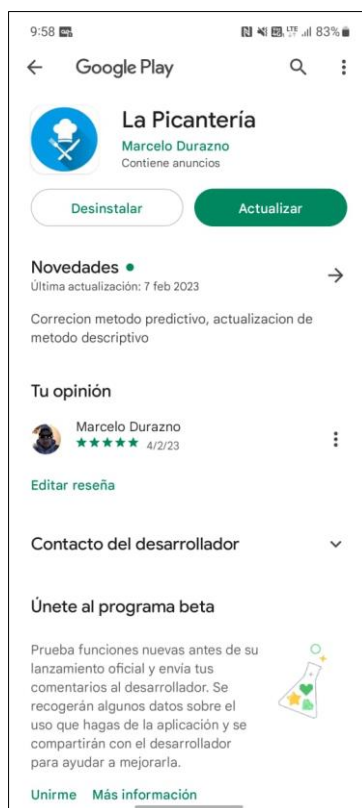 9:58
LTE 83%
Google Play
La Picantería
Marcelo Durazno
Contiene anuncios
Desinstalar Actualizar
Novedades
Última actualización: 7 feb 2023
Correcion metodo predictivo, actualizacion de
metodo descriptivo
Tu opinión
Marcelo Durazno
4/2/23
Editar reseña
Contacto del desarrollador
Únete al programa beta
Prueba funciones nuevas antes de su
lanzamiento oficial y envía tus
comentarios al desarrollador. Se
recogerán algunos datos sobre el
uso que hagas de la aplicación y se
compartirán con el desarrollador
para ayudar a mejorarla.
Unirme Más información